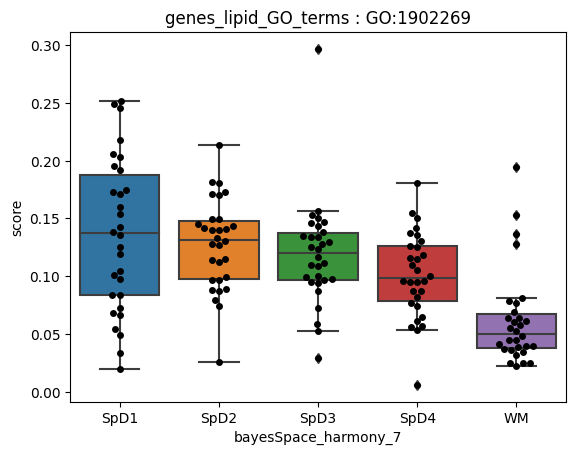 genes_lipid_GO_terms : GO:1902269
0.30
0.25
0.20
0.15
0.10
0.05
0.00
score
SpD1 SpD2 SpD3 SpD4 WM
bayesSpace_harmony_7